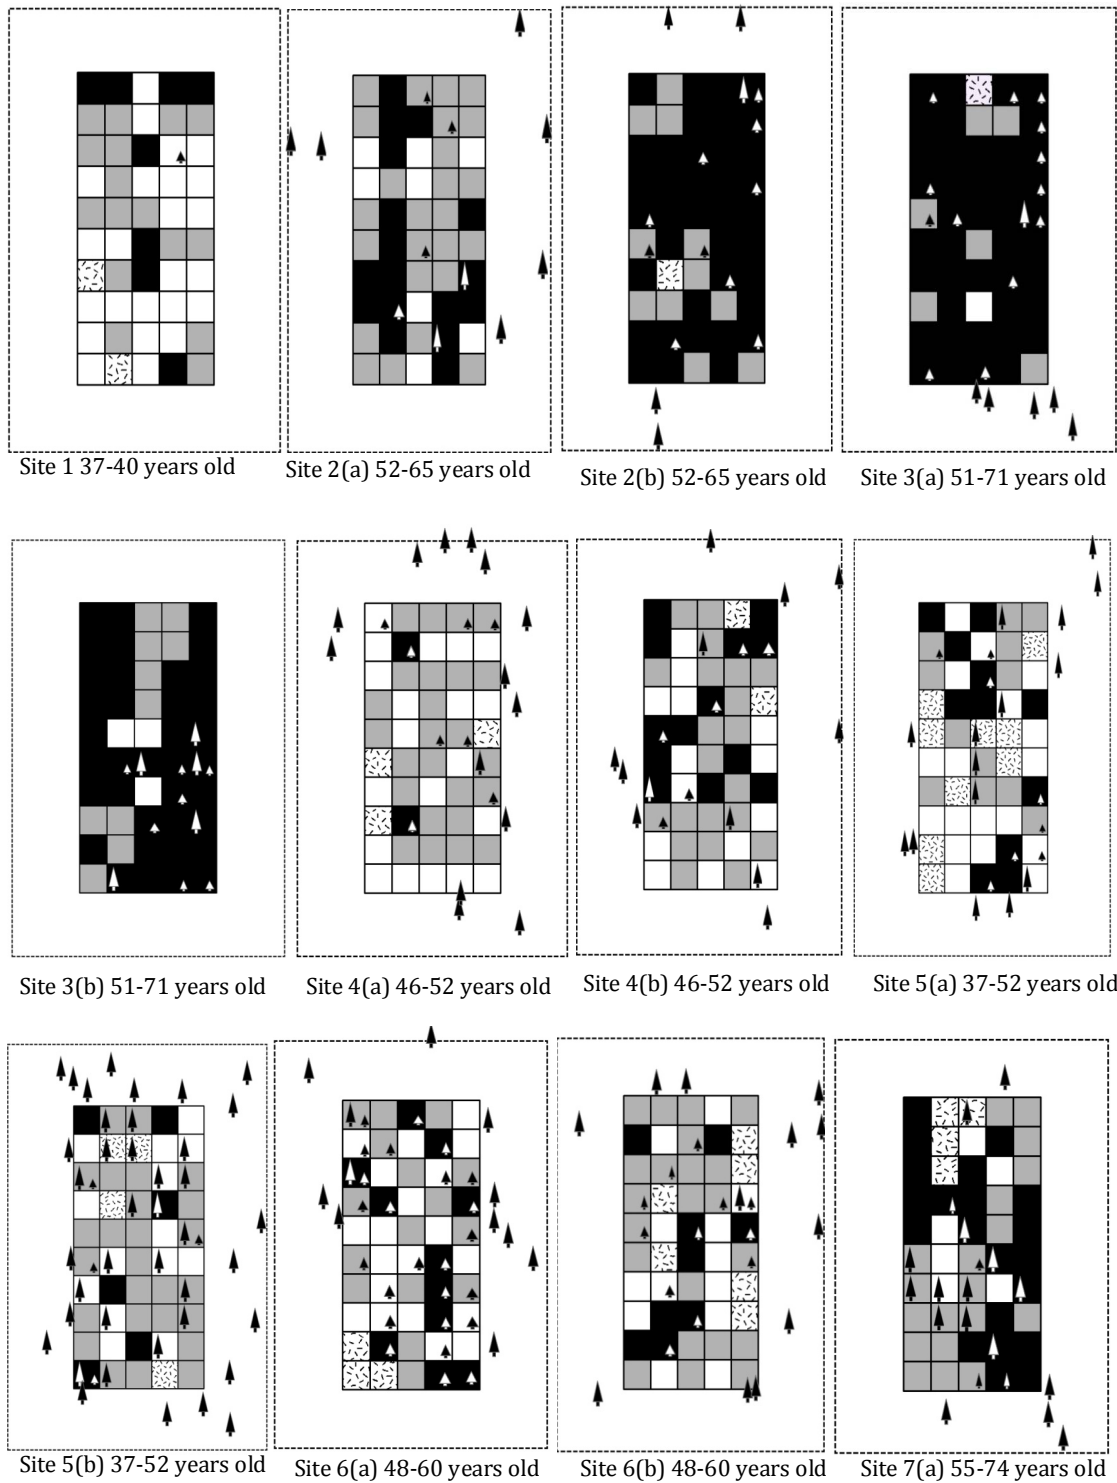 Site 1 37-40 years old
Site 2(a) 52-65 years old
Site 2(b) 52-65 years old
Site 3(a) 51-71 years old
Site 3(b) 51-71 years old
Site 4(a) 46-52 years old
Site 4(b) 46-52 years old
Site 5(a) 37-52 years old
Site 5(b) 37-52 years old
Site 6(a) 48-60 years old
Site 6(b) 48-60 years old
Site 7(a) 55-74 years old